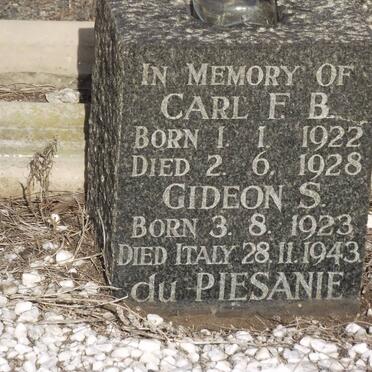 IN MEMORY OF
CARL F. B.
BORN 1. 1. 1922
DIED 2. 6. 1928
GIDEON S.
BORN 3. 8. 1923
DIED ITALY 28.11.1943
du PIESANIE